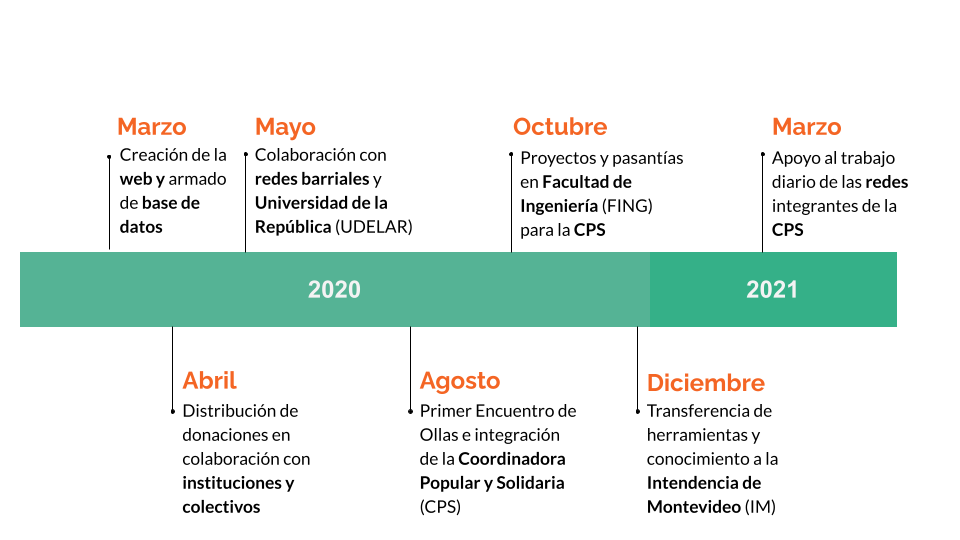 Marzo
Creación de la
web y armado
de base de
datos
Mayo
Colaboración con
redes barriales y
Universidad de la
República (UDELAR)
Octubre
Proyectos y pasantías
en Facultad de
Ingeniería (FING)
para la CPS
Marzo
Apoyo al trabajo
diario de las redes
integrantes de la
CPS
2020
2021
Abril
Distribución de
donaciones en
colaboración con
instituciones y
colectivos
Agosto
Primer Encuentro de
Ollas e integración
de la Coordinadora
Popular y Solidaria
(CPS)
Diciembre
Transferencia de
herramientas y
conocimiento a la
Intendencia de
Montevideo (IM)